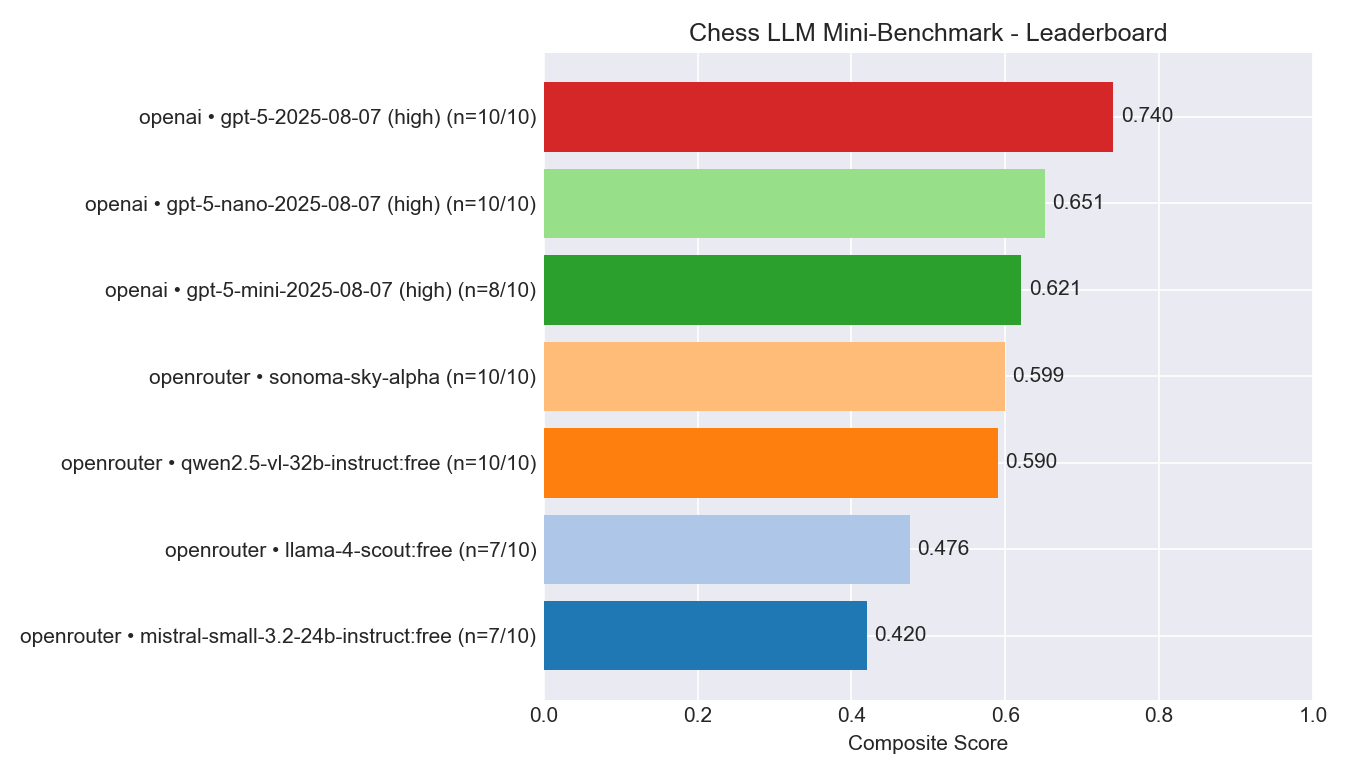 Chess LLM Mini-Benchmark - Leaderboard
openai • gpt-5-2025-08-07 (high) (n=10/10)
0.740
openai • gpt-5-nano-2025-08-07 (high) (n=10/10)
0.651
openai • gpt-5-mini-2025-08-07 (high) (n=8/10)
0.621
openrouter • sonoma-sky-alpha (n=10/10)
0.599
openrouter • qwen2.5-vl-32b-instruct:free (n=10/10)
0.590
openrouter • llama-4-scout:free (n=7/10)
0.476
openrouter • mistral-small-3.2-24b-instruct:free (n=7/10)
0.420
0.0 0.2 0.4 0.6 0.8 1.0
Composite Score